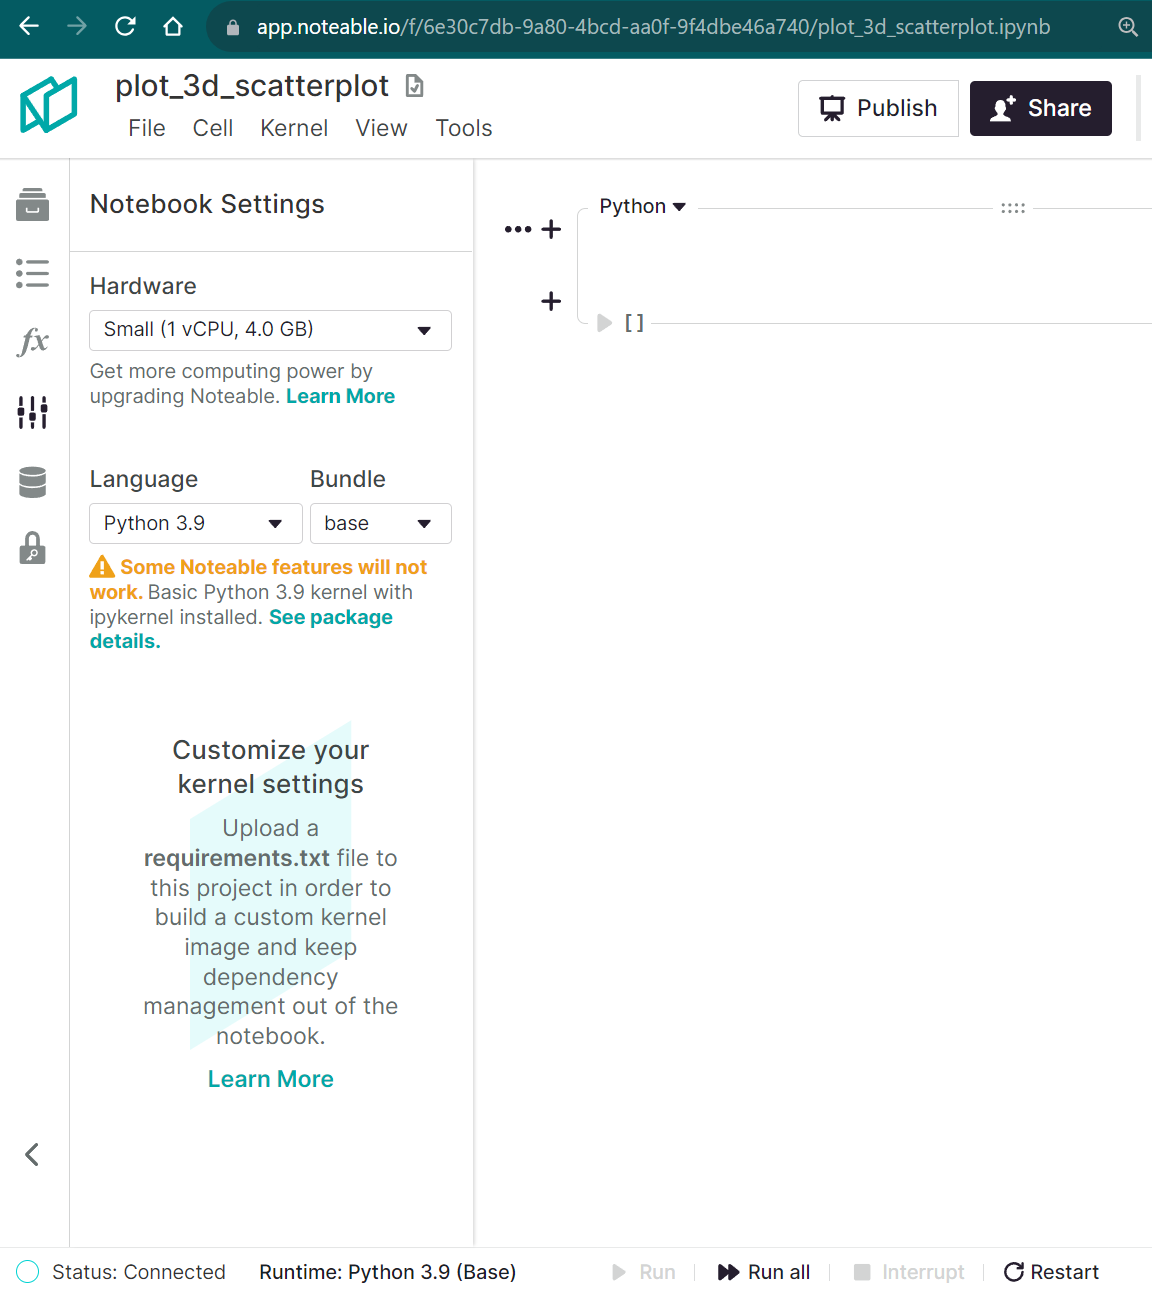 app.noteable.io/f/6e30c7db-9a80-4bcd-aa0f-9f4dbe46a740/plot_3d_scatterplot.ipynb
plot_3d_scatterplot
File Cell Kernel View Tools
Publish
Share
Notebook Settings
Hardware
Small (1 vCPU, 4.0 GB)
Get more computing power by
upgrading Noteable. Learn More
Language Bundle
Python 3.9 base
Some Noteable features will not
work. Basic Python 3.9 kernel with
ipykernel installed. See package
details.
Customize your
kernel settings
Upload a
requirements.txt file to
this project in order to
build a custom kernel
image and keep
dependency
management out of the
notebook.
Learn More
fx
Python
[ ]
Status: Connected Runtime: Python 3.9 (Base) Run Run all Interrupt Restart